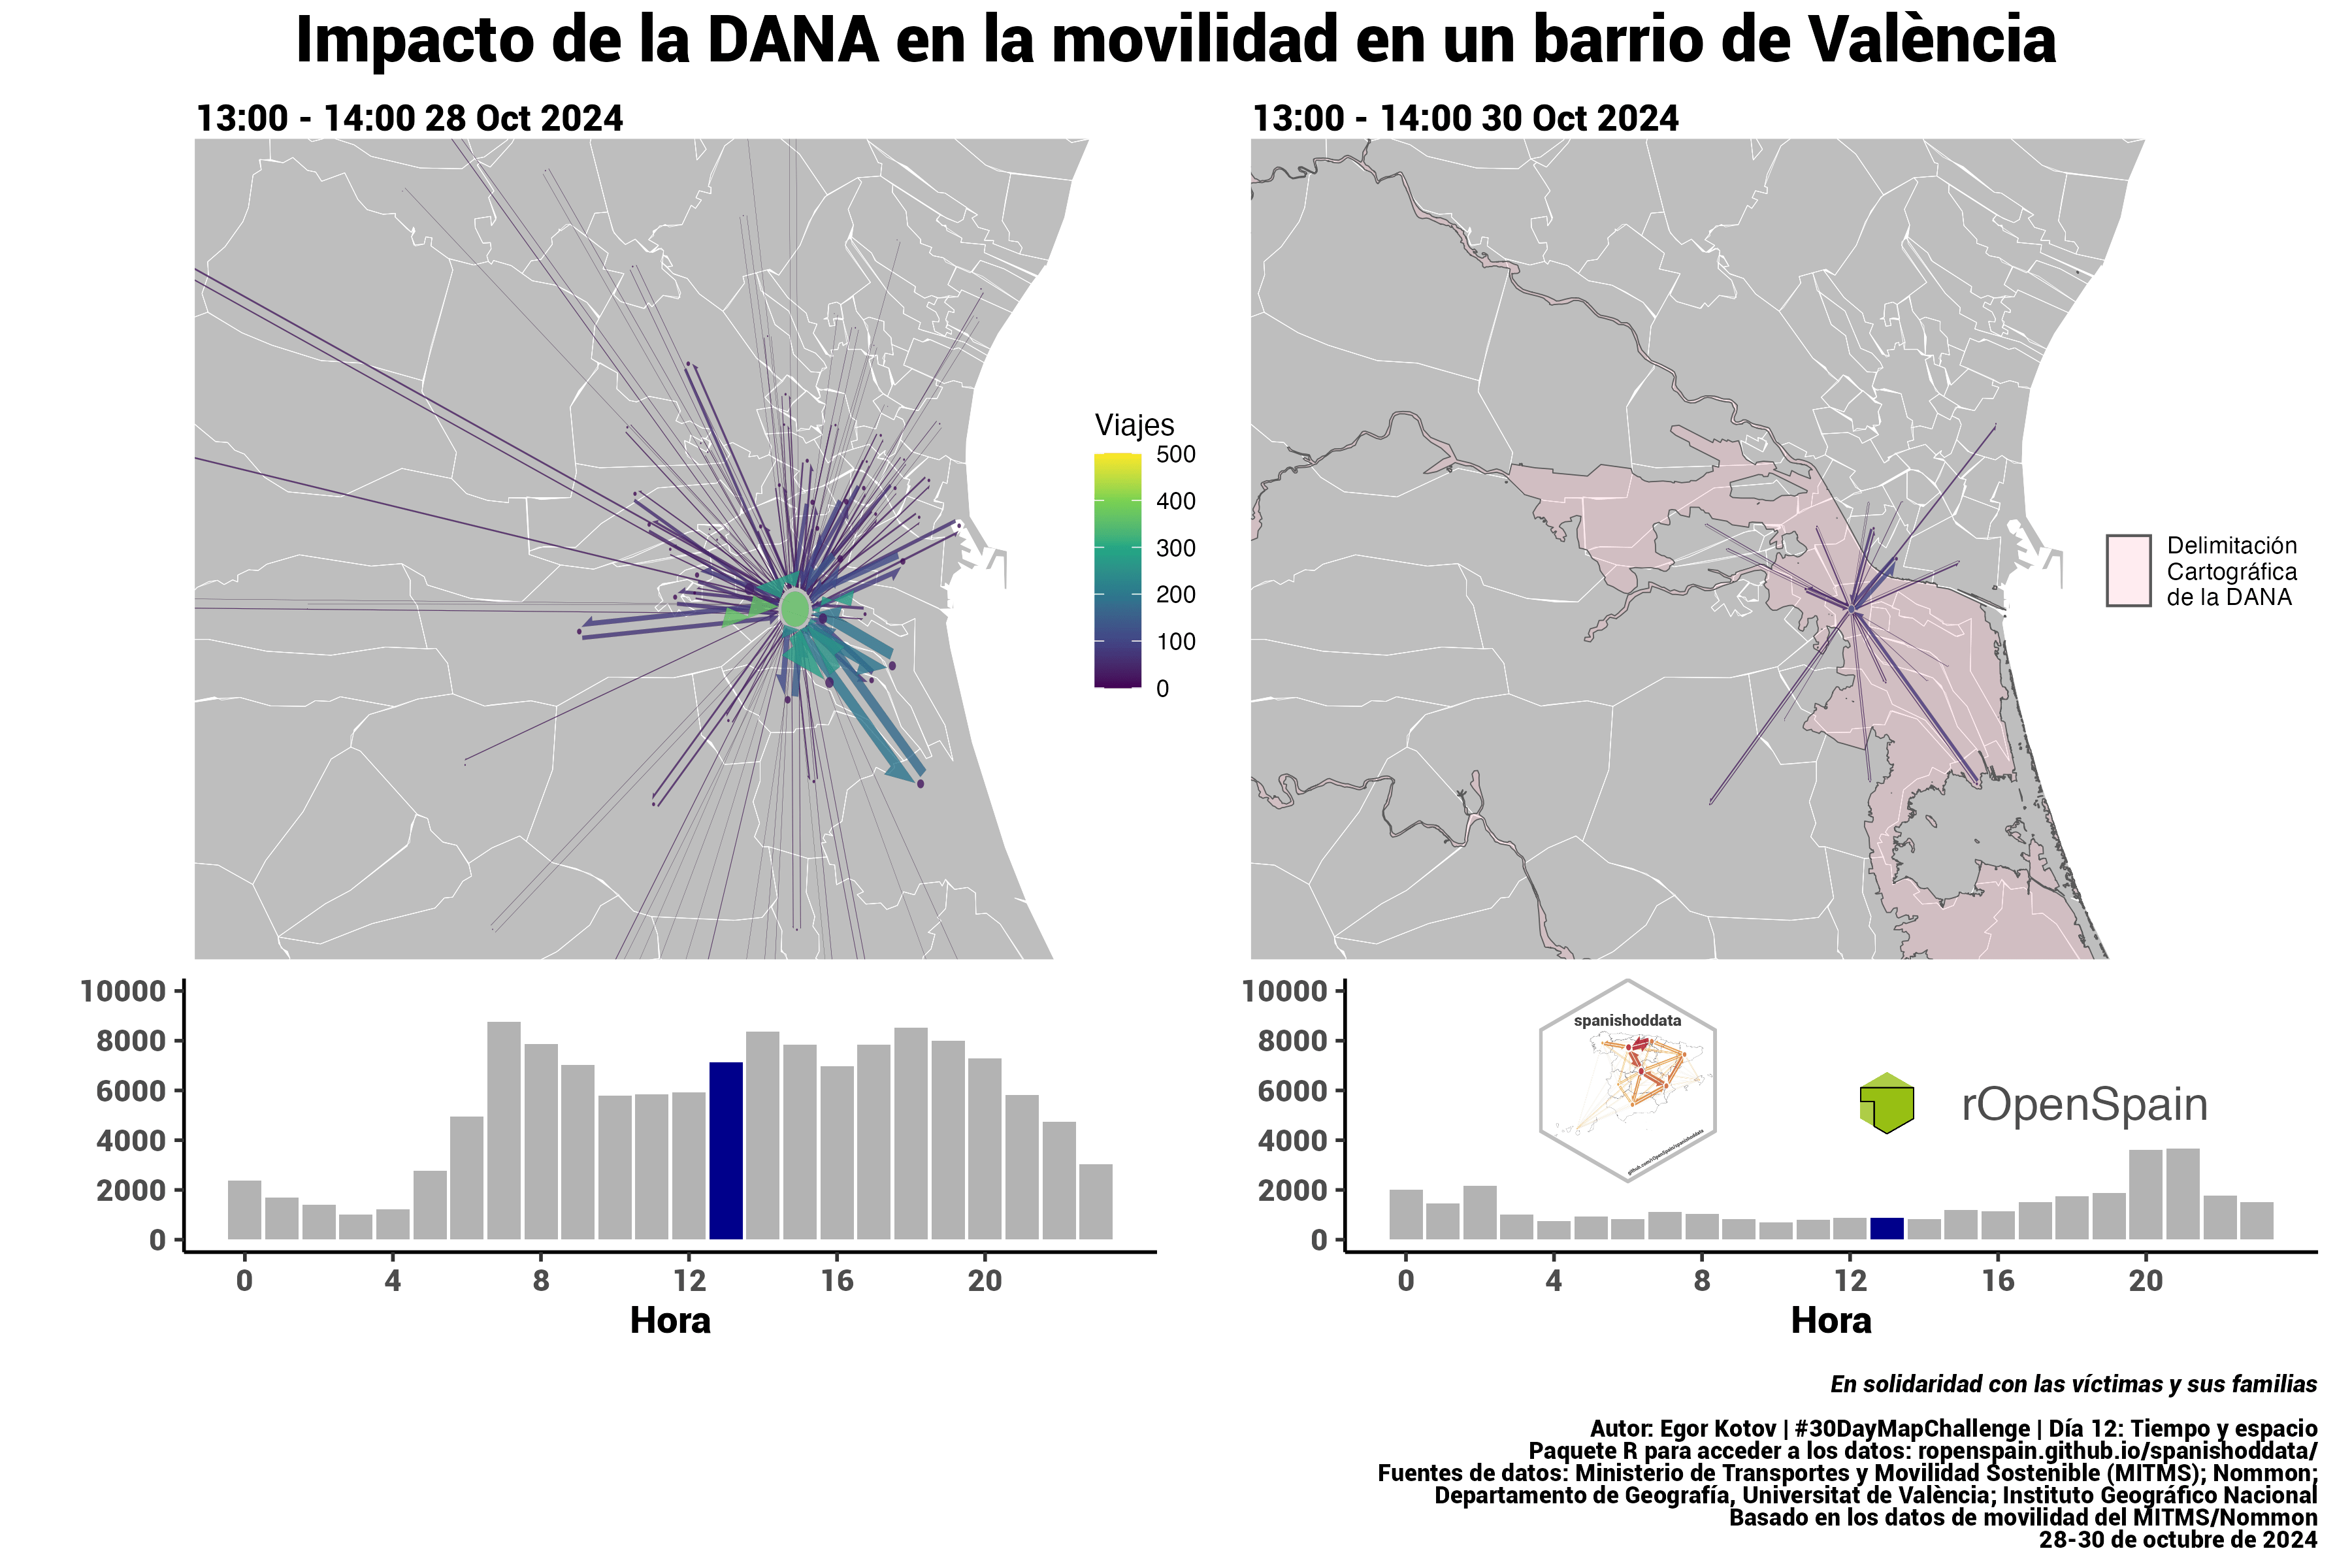 Impacto de la DANA en la movilidad en un barrio de València
13:00 - 14:00 28 Oct 2024
13:00 - 14:00 30 Oct 2024
Viajes
500
400
300
200
100
0
Delimitación
Cartográfica
de la DANA
10000
8000
6000
4000
2000
0
0 4 8 12 16 20
Hora
10000
8000
6000
4000
2000
0
spanishoddata
github.com/rOpenSpain/spanishoddata
rOpenSpain
0 4 8 12 16 20
Hora
En solidaridad con las víctimas y sus familias
Autor: Egor Kotov | #30DayMapChallenge | Día 12: Tiempo y espacio
Paquete R para acceder a los datos: ropenspain.github.io/spanishoddata/
Fuentes de datos: Ministerio de Transportes y Movilidad Sostenible (MITMS); Nommon;
Departamento de Geografía, Universitat de València; Instituto Geográfico Nacional
Basado en los datos de movilidad del MITMS/Nommon
28-30 de octubre de 2024